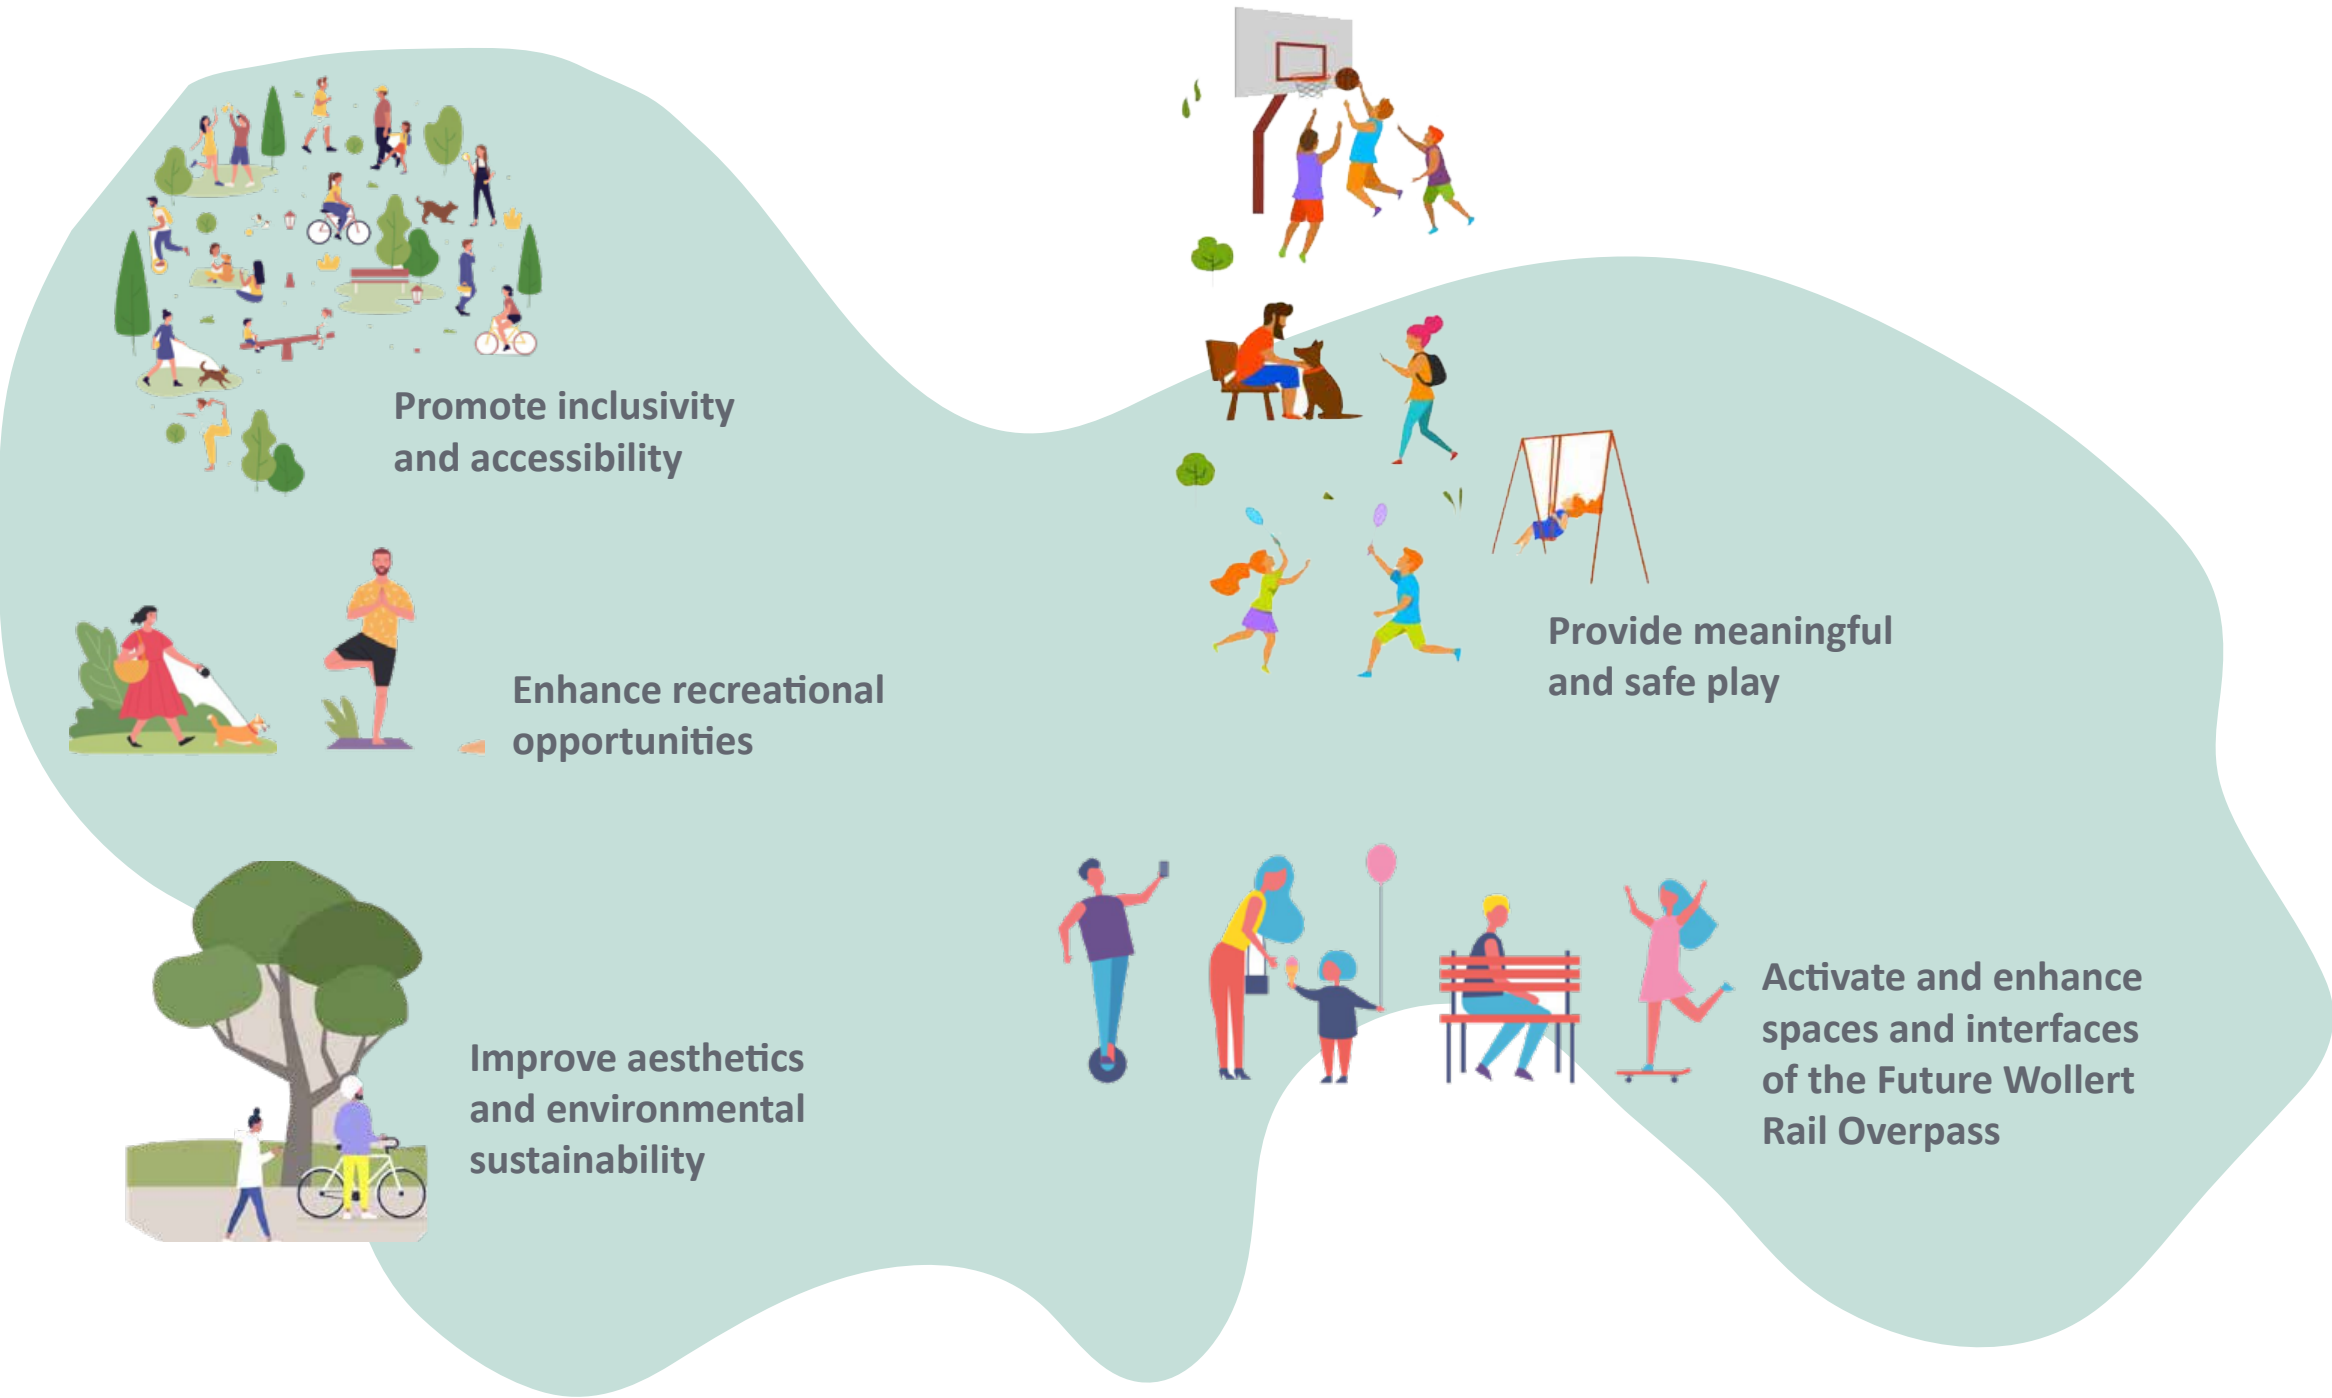 Promote inclusivity
and accessibility
Enhance recreational
opportunities
Improve aesthetics
and environmental
sustainability
Provide meaningful
and safe play
Activate and enhance
spaces and interfaces
of the Future Wollert
Rail Overpass